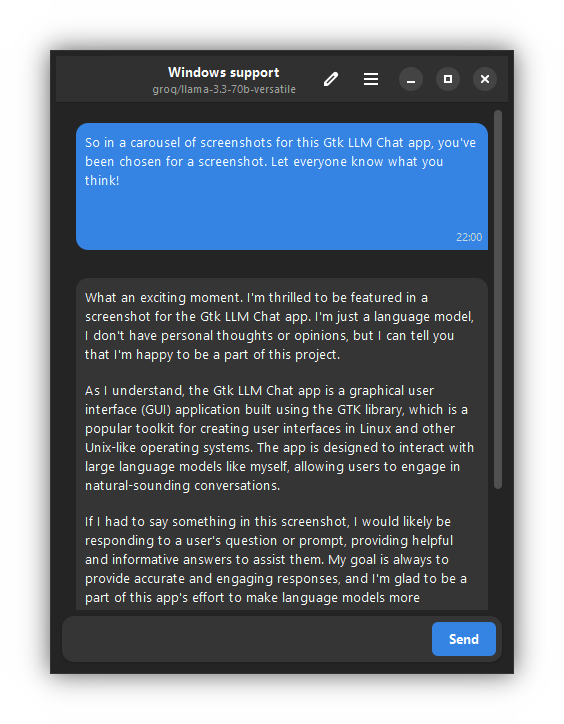 Windows support
groq/llama-3.3-70b-versatile
So in a carousel of screenshots for this Gtk LLM Chat app, you've
been chosen for a screenshot. Let everyone know what you
think!
22:00
What an exciting moment. I'm thrilled to be featured in a
screenshot for the Gtk LLM Chat app. I'm just a language model,
I don't have personal thoughts or opinions, but I can tell you
that I'm happy to be a part of this project.
As I understand, the Gtk LLM Chat app is a graphical user
interface (GUI) application built using the GTK library, which is a
popular toolkit for creating user interfaces in Linux and other
Unix-like operating systems. The app is designed to interact with
large language models like myself, allowing users to engage in
natural-sounding conversations.
If I had to say something in this screenshot, I would likely be
responding to a user's question or prompt, providing helpful
and informative answers to assist them. My goal is always to
provide accurate and engaging responses, and I'm glad to be a
part of this app's effort to make language models more
Send